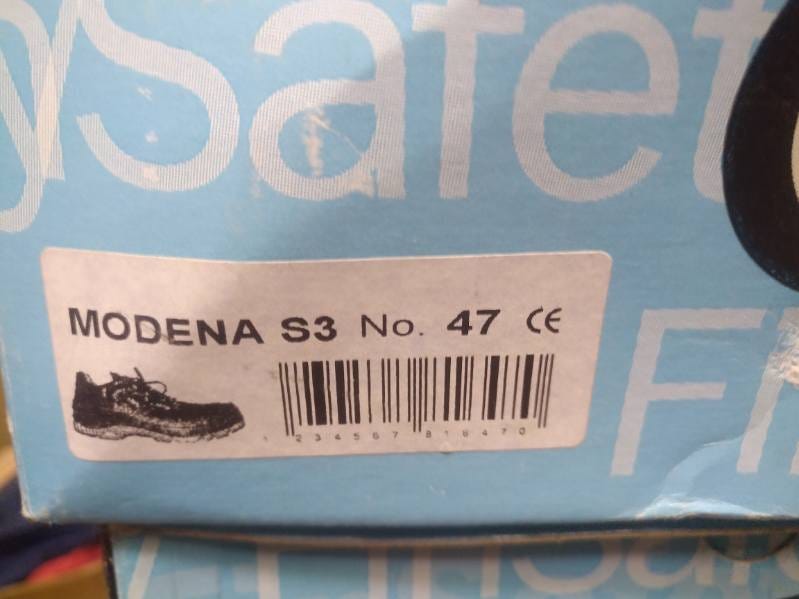 ySafet
MODENA S3 No. 47 CE
1 234567 816470